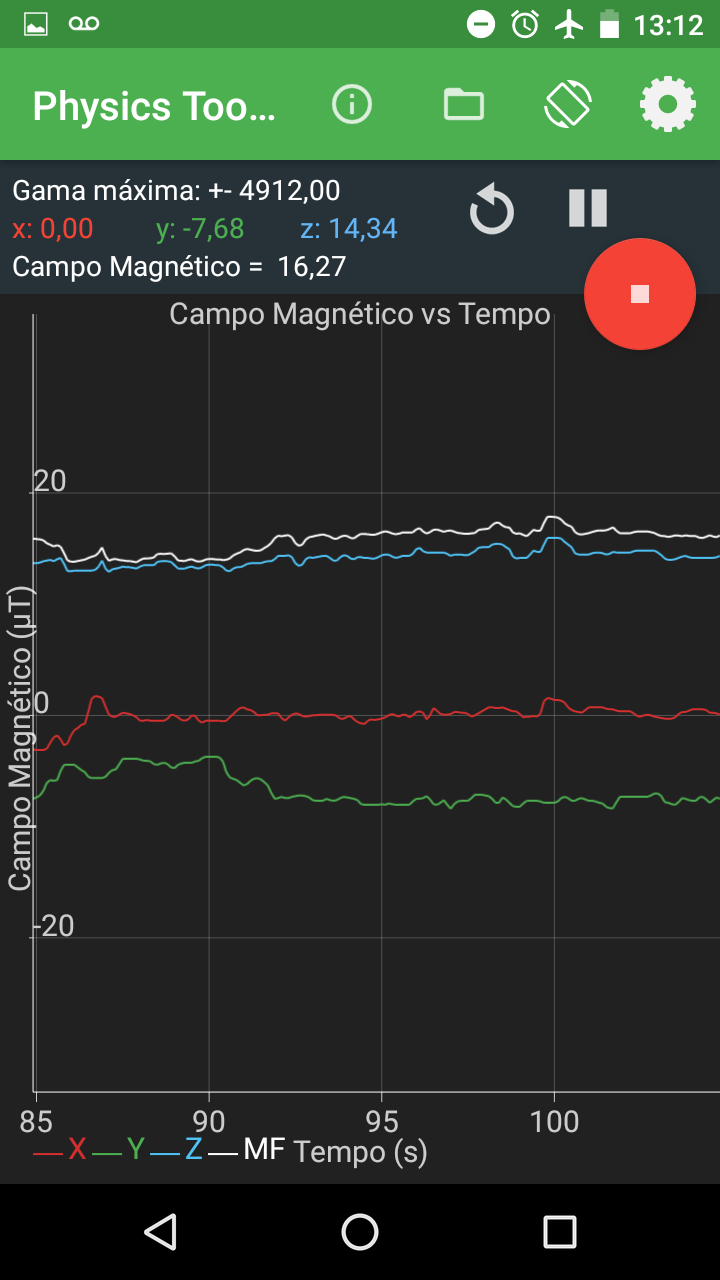 13:12
Physics Too...
Gama máxima: +- 4912,00
x: 0,00 y: -7,68 z: 14,34
Campo Magnético = 16,27
Campo Magnético vs Tempo
20
0
-20
Campo Magnético (µT)
85 90 95 100
X Y Z MF Tempo (s)